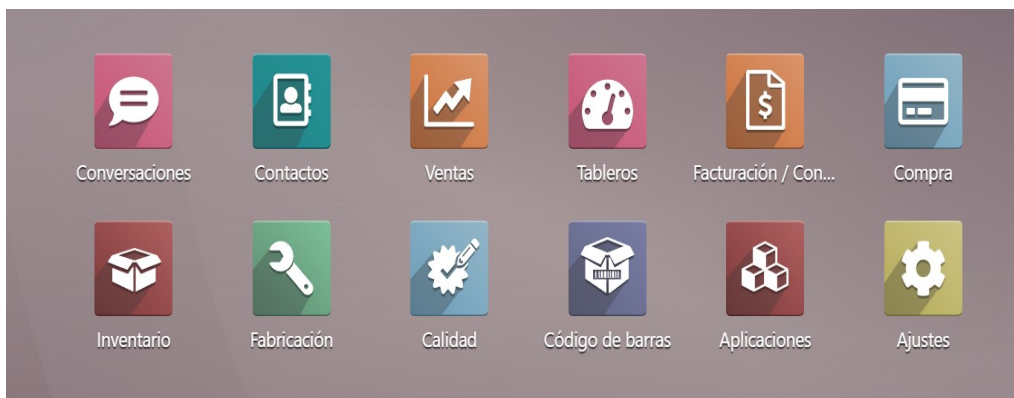 Conversaciones
Contactos
Ventas
Tableros
Facturación / Con...
Compra
Inventario
Fabricación
Calidad
Código de barras
Aplicaciones
Ajustes